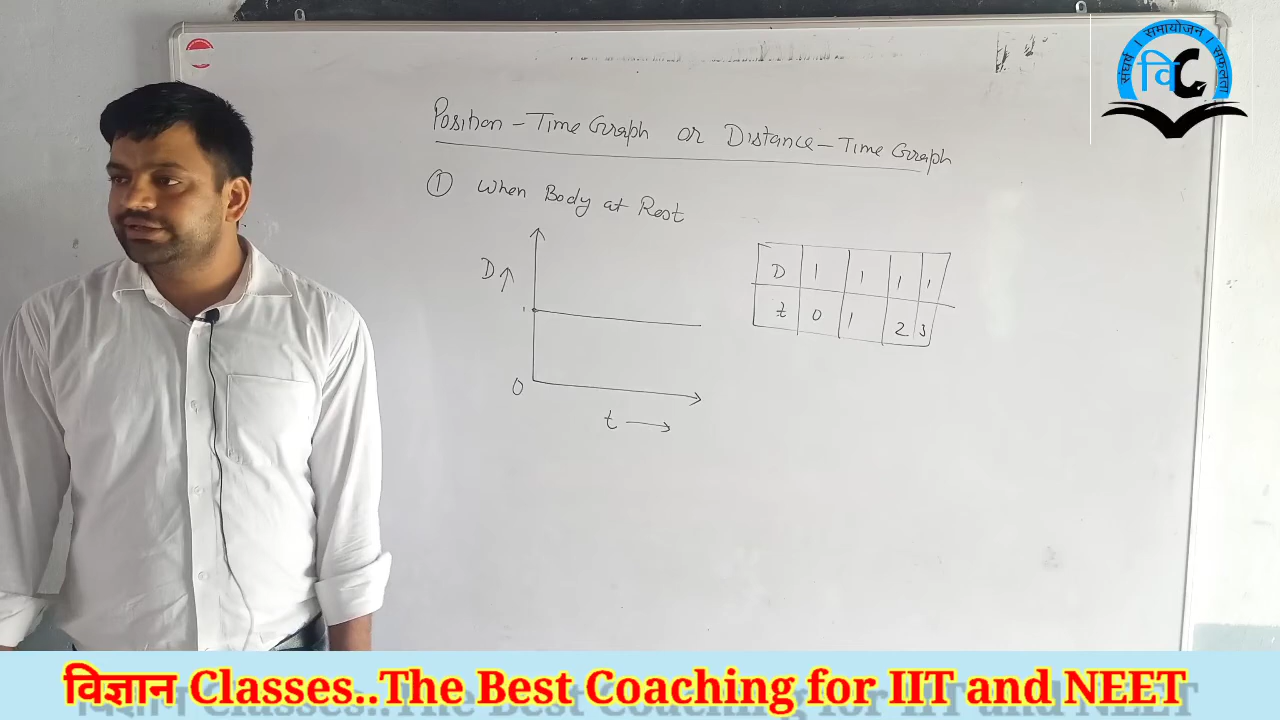 संघर्ष । समायोजन । सफलता
वि
Position - Time Graph or Distance - Time Graph
① When Body at Rest
D ↑
1
0
t →
D 1 1 1 1
t 0 1 2 3
विज्ञान Classes..The Best Coaching for IIT and NEET